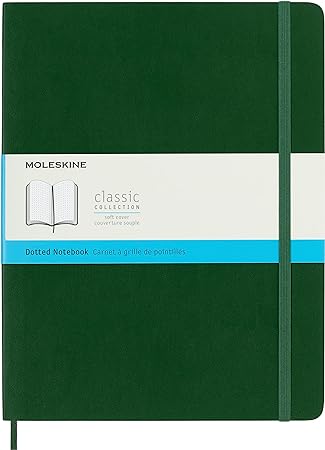 MOLESKINE
classic
COLLECTION
soft cover
couverture souple
Dotted Notebook Carnet, à grille de pointillés